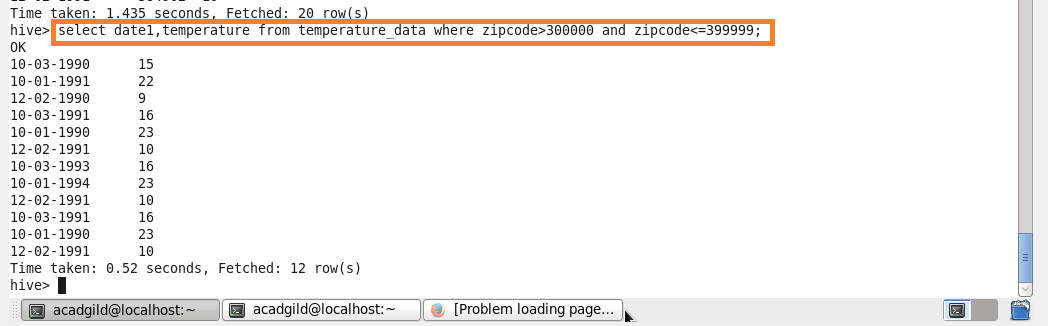 Time taken: 1.435 seconds, Fetched: 20 row(s)
hive> select date1,temperature from temperature_data where zipcode>300000 and zipcode<=399999;
OK
10-03-1990 15
10-01-1991 22
12-02-1990 9
10-03-1991 16
10-01-1990 23
12-02-1991 10
10-03-1993 16
10-01-1994 23
12-02-1991 10
10-03-1991 16
10-01-1990 23
12-02-1991 10
Time taken: 0.52 seconds, Fetched: 12 row(s)
hive>
acadgild@localhost:~ acadgild@localhost:~ [Problem loading page...